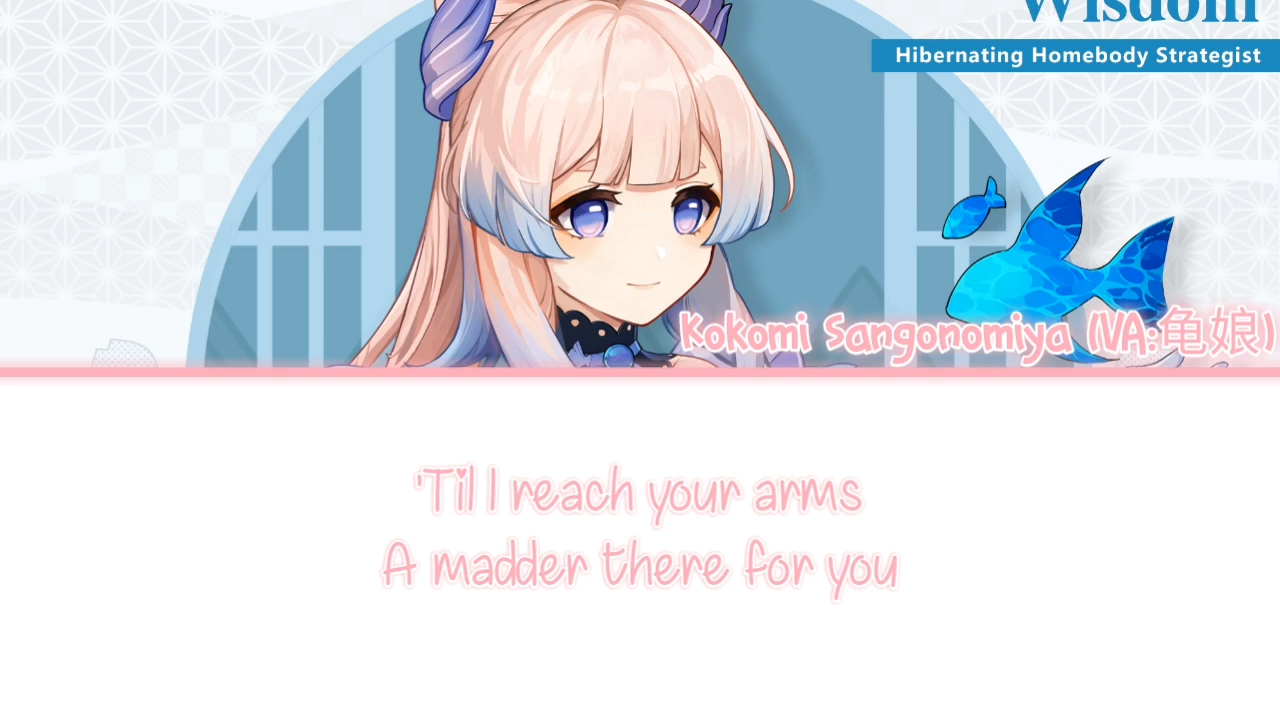 Wisdom
Hibernating Homebody Strategist
Kokomi Sangonomiya (VA:龟娘)
'Til I reach your arms
A madder there for you